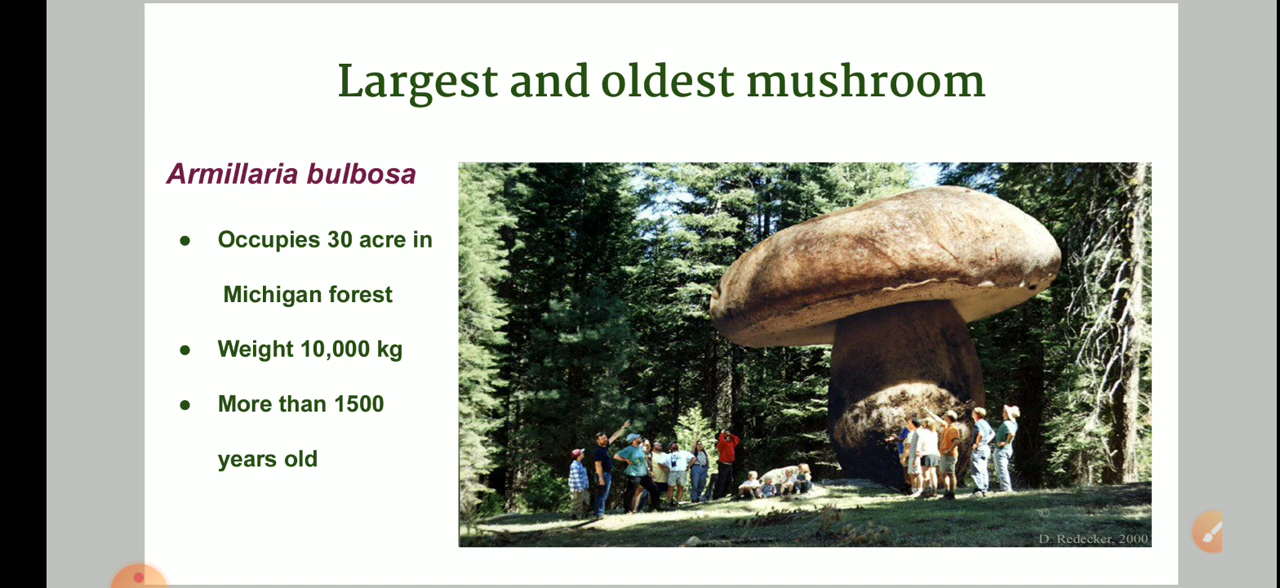 Largest and oldest mushroom
Armillaria bulbosa
● Occupies 30 acre in
Michigan forest
● Weight 10,000 kg
● More than 1500
years old
D. Redecker, 2000